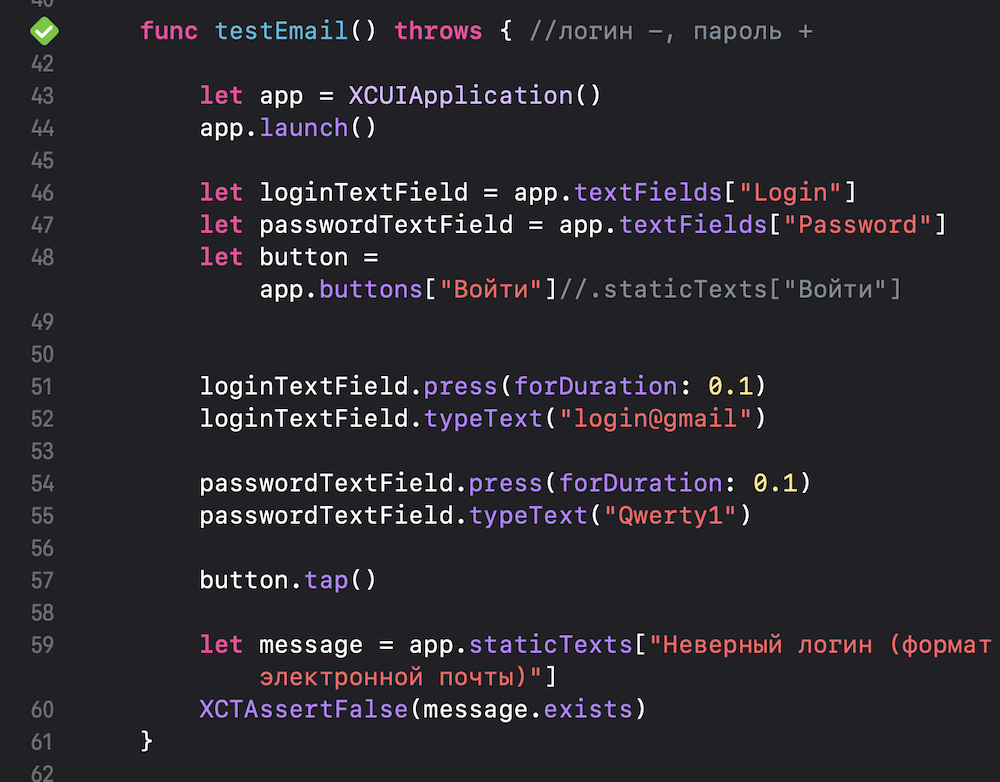 40
func testEmail() throws { //логин –, пароль +
42
43 let app = XCUIApplication()
44 app.launch()
45
46 let loginTextField = app.textFields["Login"]
47 let passwordTextField = app.textFields["Password"]
48 let button =
app.buttons["Войти"]//.staticTexts["Войти"]
49
50
51 loginTextField.press(forDuration: 0.1)
52 loginTextField.typeText("login@gmail")
53
54 passwordTextField.press(forDuration: 0.1)
55 passwordTextField.typeText("Qwerty1")
56
57 button.tap()
58
59 let message = app.staticTexts["Неверный логин (формат
электронной почты)"]
60 XCTAssertFalse(message.exists)
61 }
62